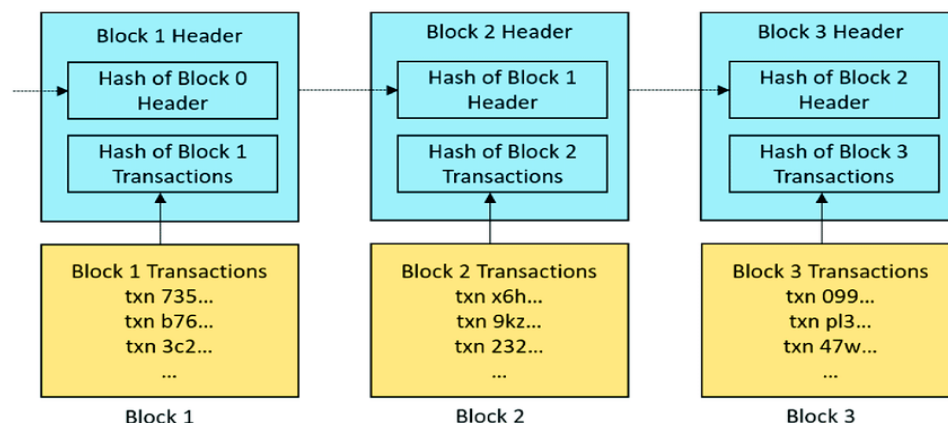 Block 1 Header
Hash of Block 0
Header
Hash of Block 1
Transactions
Block 1 Transactions
txn 735...
txn b76...
txn 3c2...
...
Block 1
Block 2 Header
Hash of Block 1
Header
Hash of Block 2
Transactions
Block 2 Transactions
txn x6h...
txn 9kz...
txn 232...
...
Block 2
Block 3 Header
Hash of Block 2
Header
Hash of Block 3
Transactions
Block 3 Transactions
txn 099...
txn pl3...
txn 47w...
...
Block 3